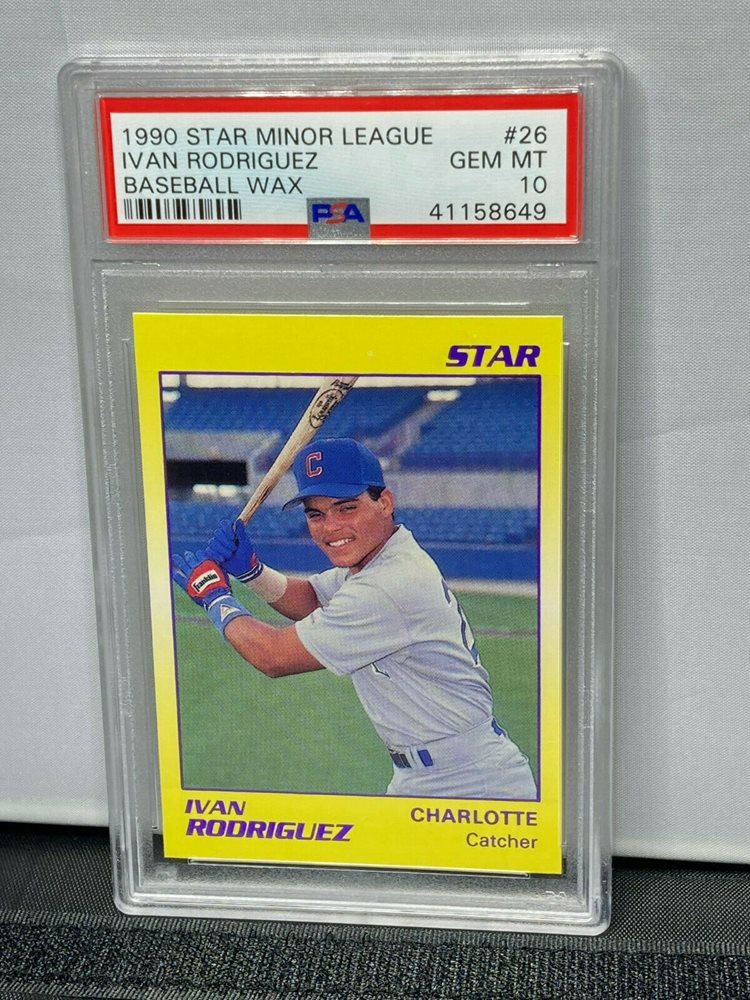 1990 STAR MINOR LEAGUE #26
IVAN RODRIGUEZ GEM MT
BASEBALL WAX 10
PSA 41158649
STAR
C
Franklin
IVAN
RODRIGUEZ
CHARLOTTE
Catcher